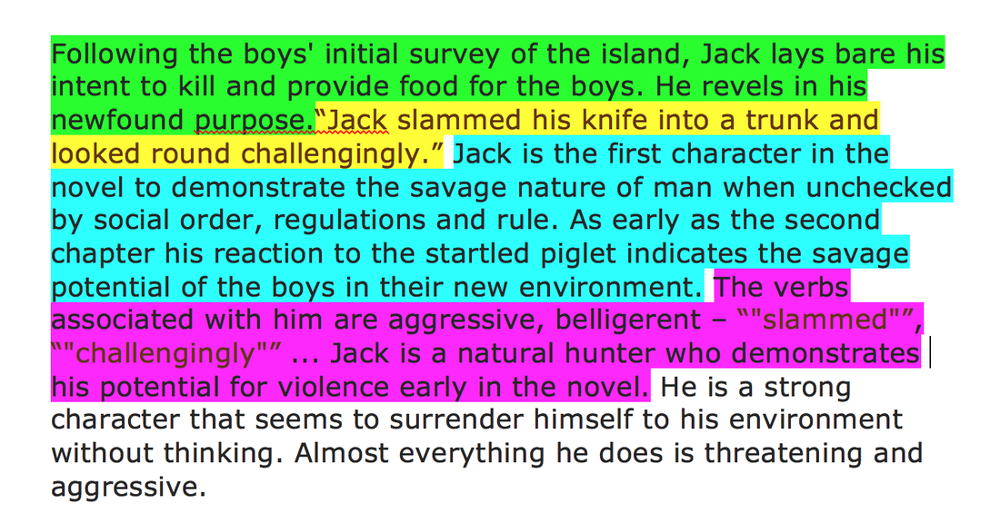 Following the boys' initial survey of the island, Jack lays bare his
intent to kill and provide food for the boys. He revels in his
newfound purpose.“Jack slammed his knife into a trunk and
looked round challengingly.” Jack is the first character in the
novel to demonstrate the savage nature of man when unchecked
by social order, regulations and rule. As early as the second
chapter his reaction to the startled piglet indicates the savage
potential of the boys in their new environment. The verbs
associated with him are aggressive, belligerent – “"slammed"”,
“"challengingly"” ... Jack is a natural hunter who demonstrates
his potential for violence early in the novel. He is a strong
character that seems to surrender himself to his environment
without thinking. Almost everything he does is threatening and
aggressive.